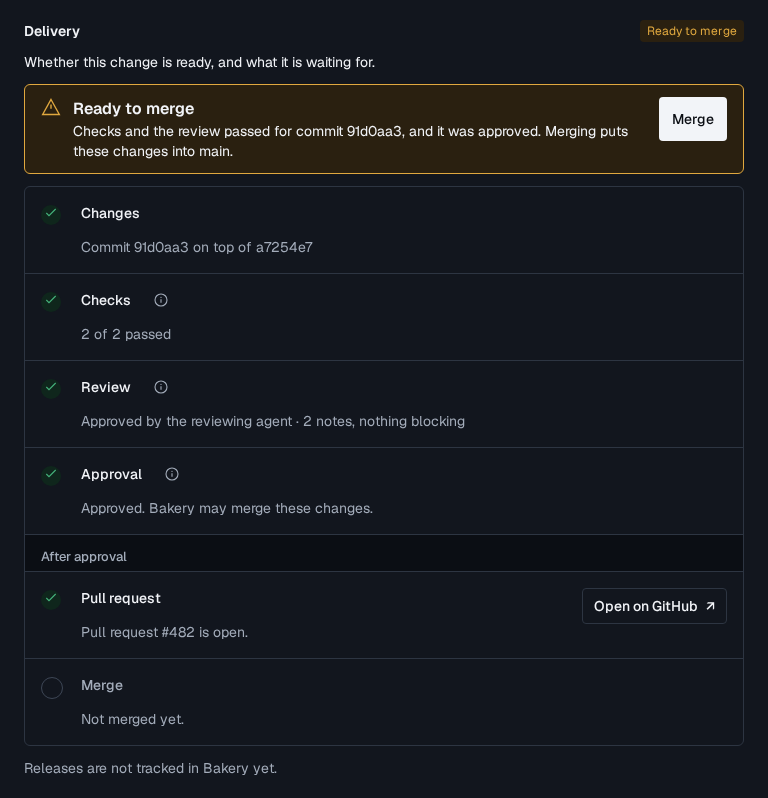 Delivery
Ready to merge
Whether this change is ready, and what it is waiting for.
Ready to merge
Checks and the review passed for commit 91d0aa3, and it was approved. Merging puts
these changes into main.
Merge
Changes
Commit 91d0aa3 on top of a7254e7
Checks
2 of 2 passed
Review
Approved by the reviewing agent · 2 notes, nothing blocking
Approval
Approved. Bakery may merge these changes.
After approval
Pull request
Open on GitHub
Pull request #482 is open.
Merge
Not merged yet.
Releases are not tracked in Bakery yet.